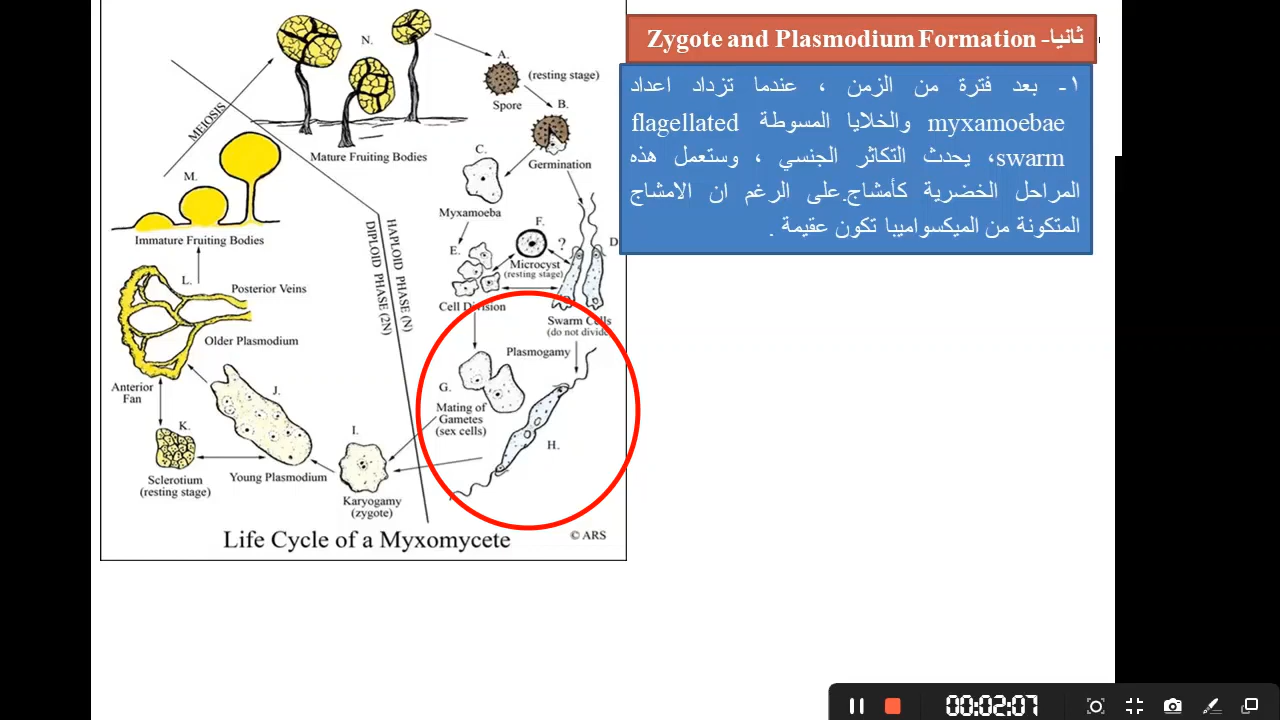 ثانيا- Zygote and Plasmodium Formation
١- بعد فترة من الزمن ، عندما تزداد اعداد
myxamoebae والخلايا المسوطة flagellated
swarm، يحدث التكاثر الجنسي ، وستعمل هذه
المراحل الخضرية كأمشاج.على الرغم ان الامشاج
المتكونة من الميكسواميبا تكون عقيمة .
N.
A.
(resting stage)
Spore
B.
MEIOSIS
Mature Fruiting Bodies
C.
Germination
M.
Myxamoeba
Immature Fruiting Bodies
HAPLOID PHASE (N)
DIPLOID PHASE (2N)
F.
?
D
E.
Microcyst
(resting stage)
L.
Posterior Veins
Cell Division
Swarm Cells
(do not divide
Older Plasmodium
Plasmogamy
Anterior
Fan
J.
G.
Mating of
Gametes
(sex cells)
K.
I.
H.
Sclerotium
(resting stage)
Young Plasmodium
Karyogamy
(zygote)
Life Cycle of a Myxomycete
© ARS
00:02:07